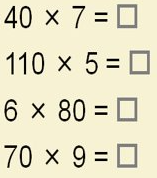 40 × 7 = □
110 × 5 = □
6 × 80 = □
70 × 9 = □